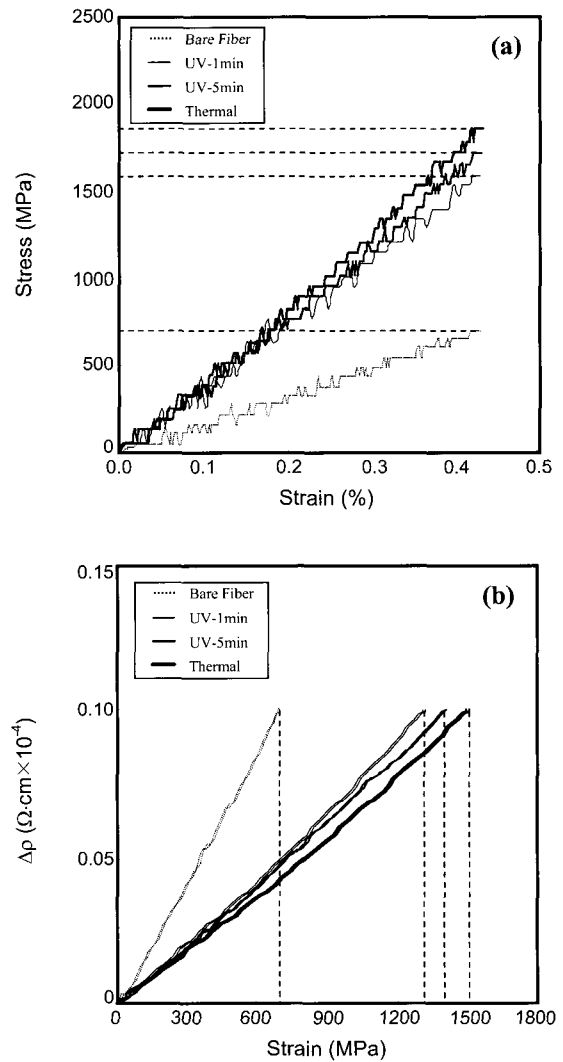 2500
(a)
Bare Fiber
UV-1min
UV-5min
Thermal
2000
1500
1000
500
0
Stress (MPa)
0.0
0.1
0.2
0.3
0.4
0.5
Strain (%)
0.15
(b)
Bare Fiber
UV-1min
UV-5min
Thermal
0.10
0.05
0
Δρ (Ω·cm×10⁻⁴)
0
300
600
900
1200
1500
1800
Strain (MPa)